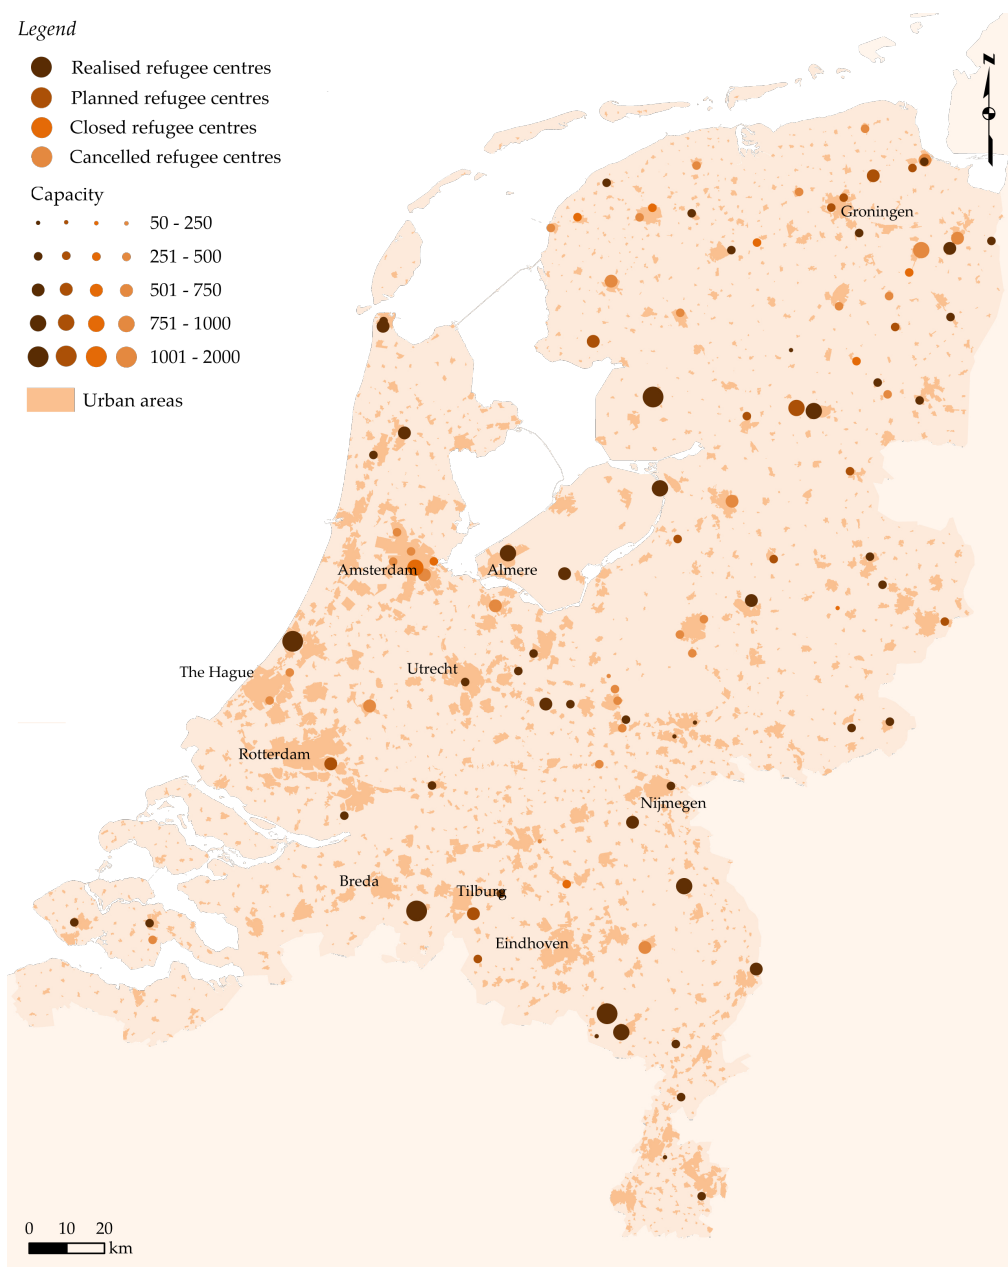 Legend
Realised refugee centres
Planned refugee centres
Closed refugee centres
Cancelled refugee centres
Capacity
50 - 250
251 - 500
501 - 750
751 - 1000
1001 - 2000
Urban areas
N
Groningen
Amsterdam
Almere
The Hague
Utrecht
Rotterdam
Nijmegen
Breda
Tilburg
Eindhoven
0 10 20
km